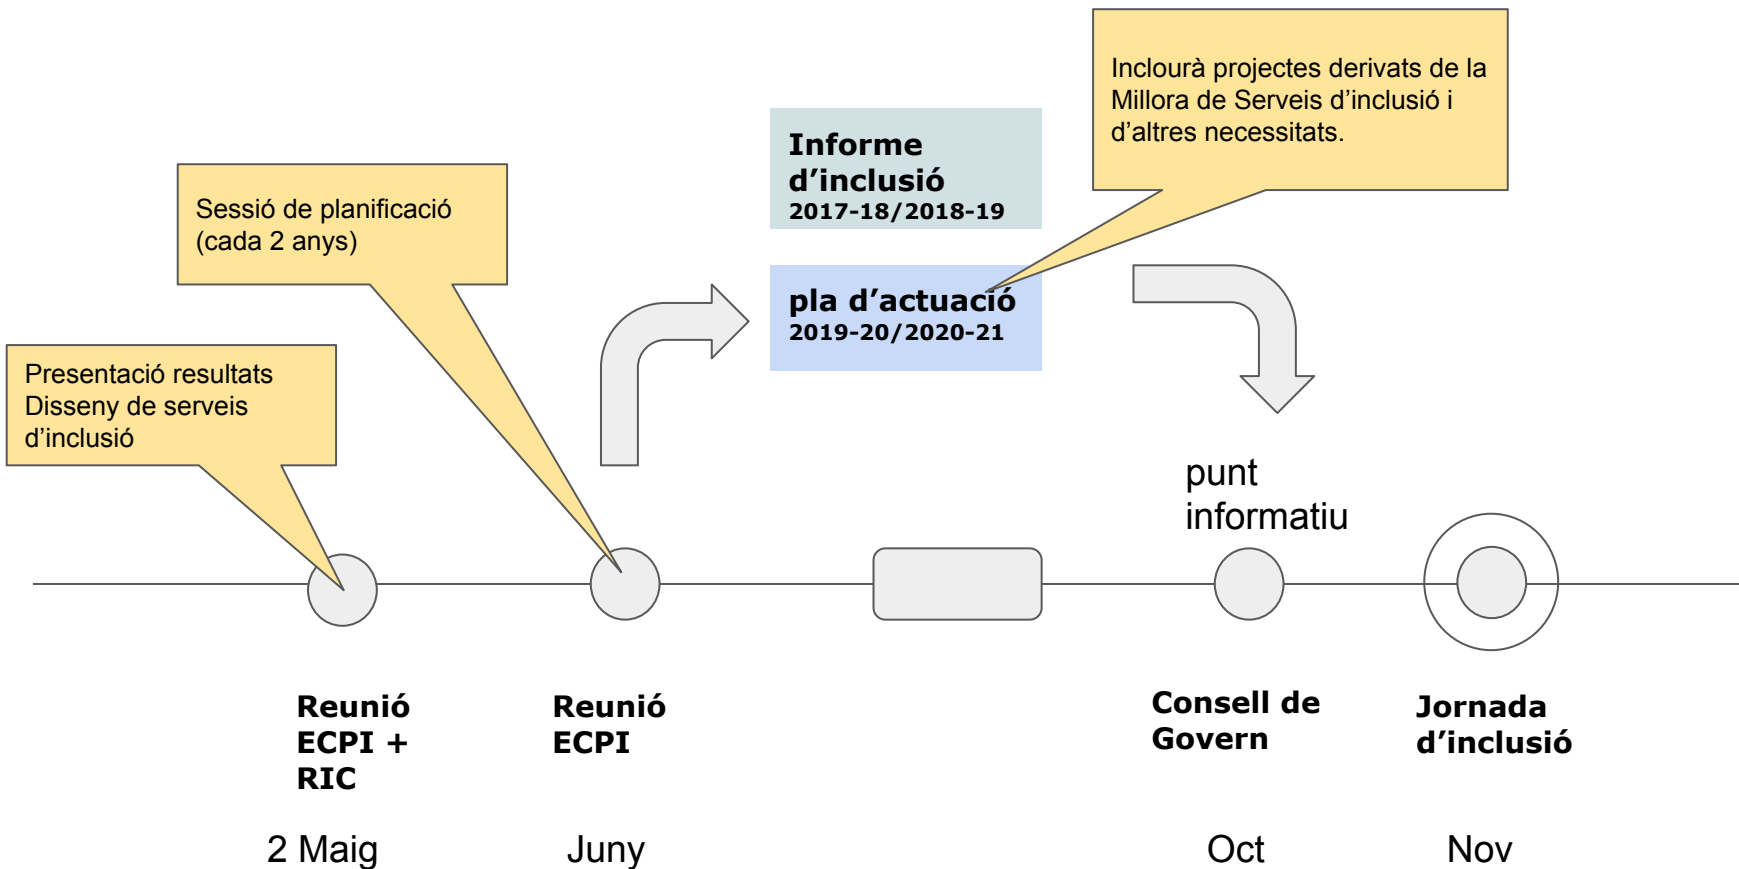 Inclourà projectes derivats de la
Millora de Serveis d’inclusió i
d’altres necessitats.
Informe
d’inclusió
2017-18/2018-19
Sessió de planificació
(cada 2 anys)
pla d’actuació
2019-20/2020-21
Presentació resultats
Disseny de serveis
d’inclusió
punt
informatiu
Reunió
ECPI +
RIC
Reunió
ECPI
Consell de
Govern
Jornada
d’inclusió
2 Maig
Juny
Oct
Nov